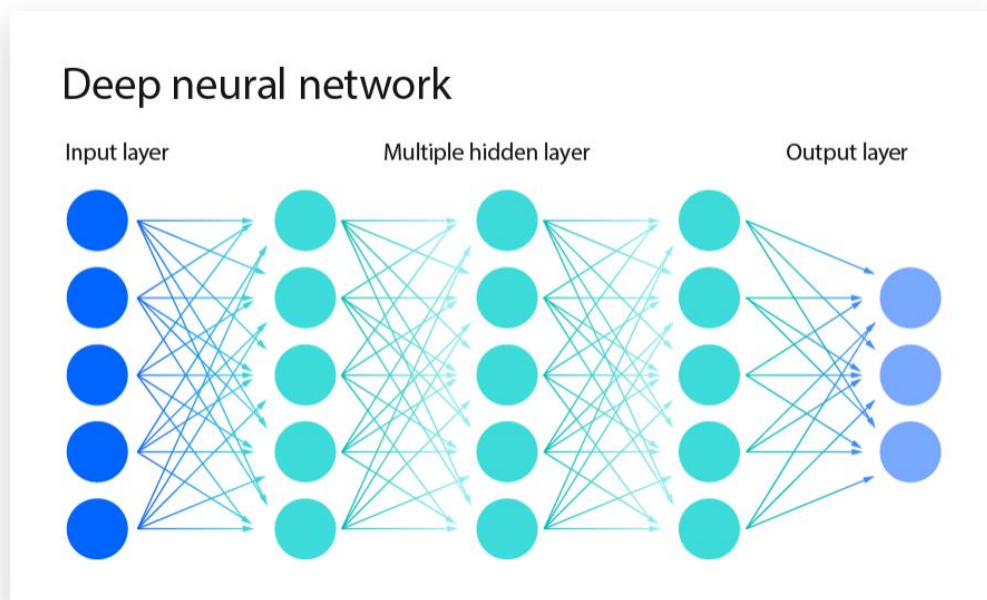 Deep neural network
Input layer
Multiple hidden layer
Output layer